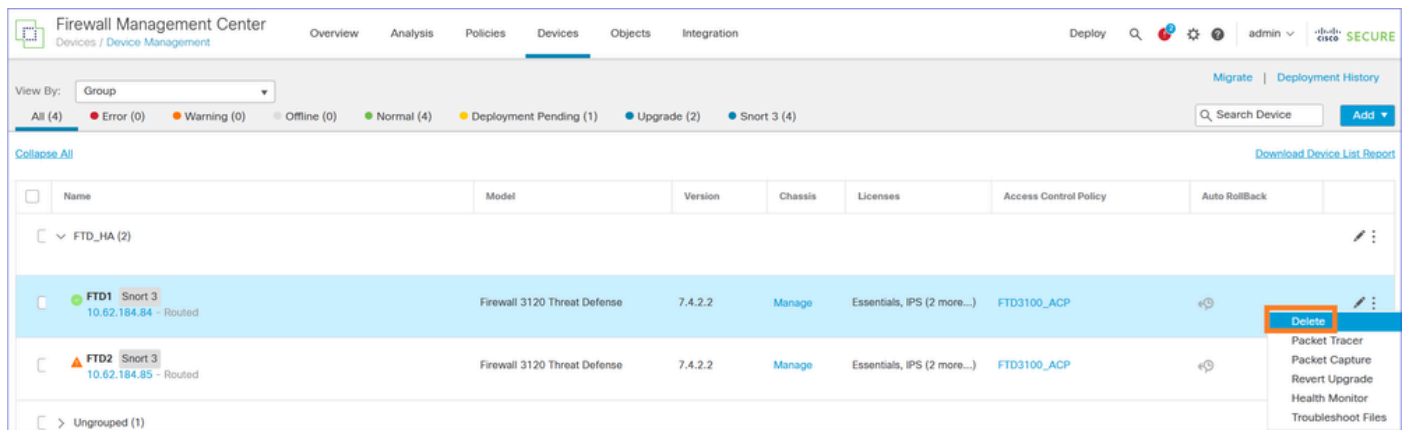 Firewall Management Center
Devices / Device Management
Overview Analysis Policies Devices Objects Integration
Deploy 2 admin cisco SECURE
Migrate | Deployment History
View By: Group
All (4) Error (0) Warning (0) Offline (0) Normal (4) Deployment Pending (1) Upgrade (2) Snort 3 (4)
Search Device Add
Collapse All Download Device List Report
Name Model Version Chassis Licenses Access Control Policy Auto RollBack
FTD_HA (2)
FTD1 Snort 3
10.62.184.84 - Routed
Firewall 3120 Threat Defense 7.4.2.2 Manage Essentials, IPS (2 more...) FTD3100_ACP
Delete
Packet Tracer
Packet Capture
Revert Upgrade
Health Monitor
Troubleshoot Files
FTD2 Snort 3
10.62.184.85 - Routed
Firewall 3120 Threat Defense 7.4.2.2 Manage Essentials, IPS (2 more...) FTD3100_ACP
Ungrouped (1)